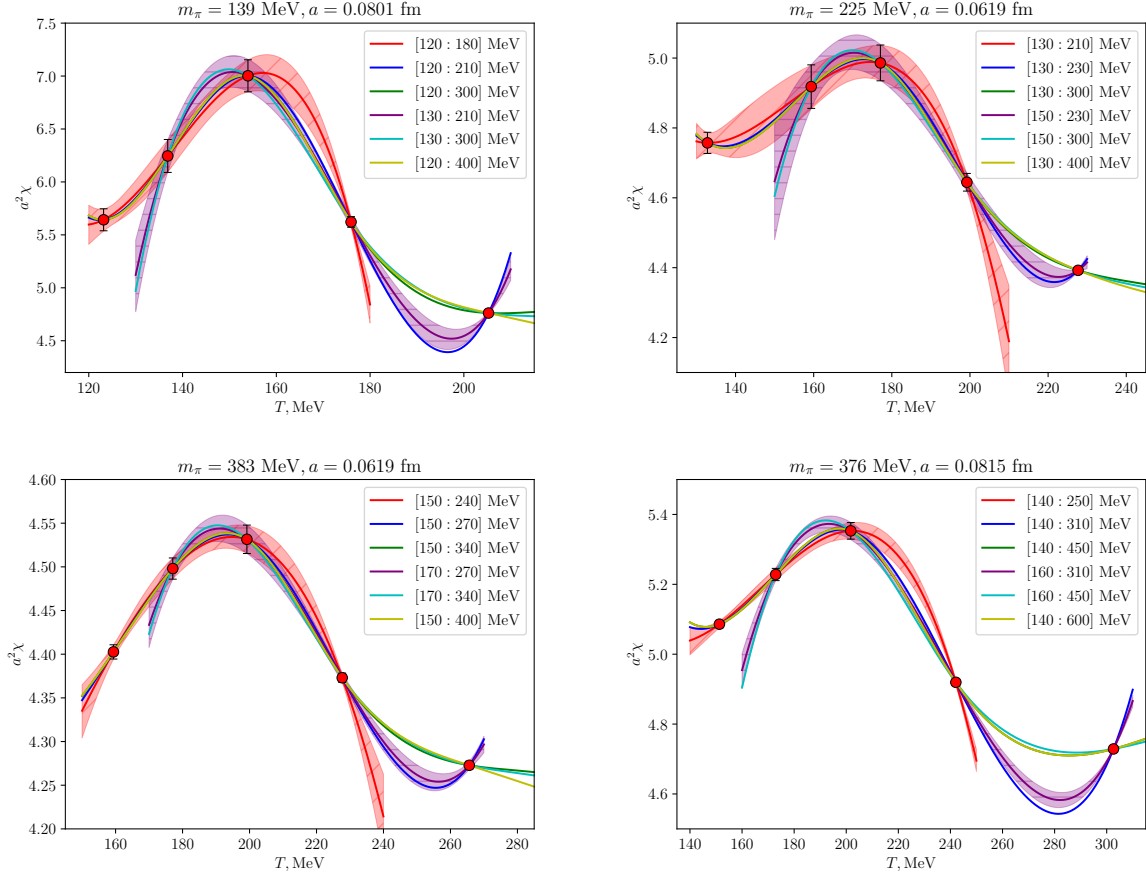 m_π = 139 MeV, a = 0.0801 fm
a²χ
7.5
7.0
6.5
6.0
5.5
5.0
4.5
[120 : 180] MeV
[120 : 210] MeV
[120 : 300] MeV
[130 : 210] MeV
[130 : 300] MeV
[120 : 400] MeV
120 140 160 180 200
T, MeV
m_π = 225 MeV, a = 0.0619 fm
a²χ
5.0
4.8
4.6
4.4
4.2
[130 : 210] MeV
[130 : 230] MeV
[130 : 300] MeV
[150 : 230] MeV
[150 : 300] MeV
[130 : 400] MeV
140 160 180 200 220 240
T, MeV
m_π = 383 MeV, a = 0.0619 fm
a²χ
4.60
4.55
4.50
4.45
4.40
4.35
4.30
4.25
4.20
[150 : 240] MeV
[150 : 270] MeV
[150 : 340] MeV
[170 : 270] MeV
[170 : 340] MeV
[150 : 400] MeV
160 180 200 220 240 260 280
T, MeV
m_π = 376 MeV, a = 0.0815 fm
a²χ
5.4
5.2
5.0
4.8
4.6
[140 : 250] MeV
[140 : 310] MeV
[140 : 450] MeV
[160 : 310] MeV
[160 : 450] MeV
[140 : 600] MeV
140 160 180 200 220 240 260 280 300
T, MeV